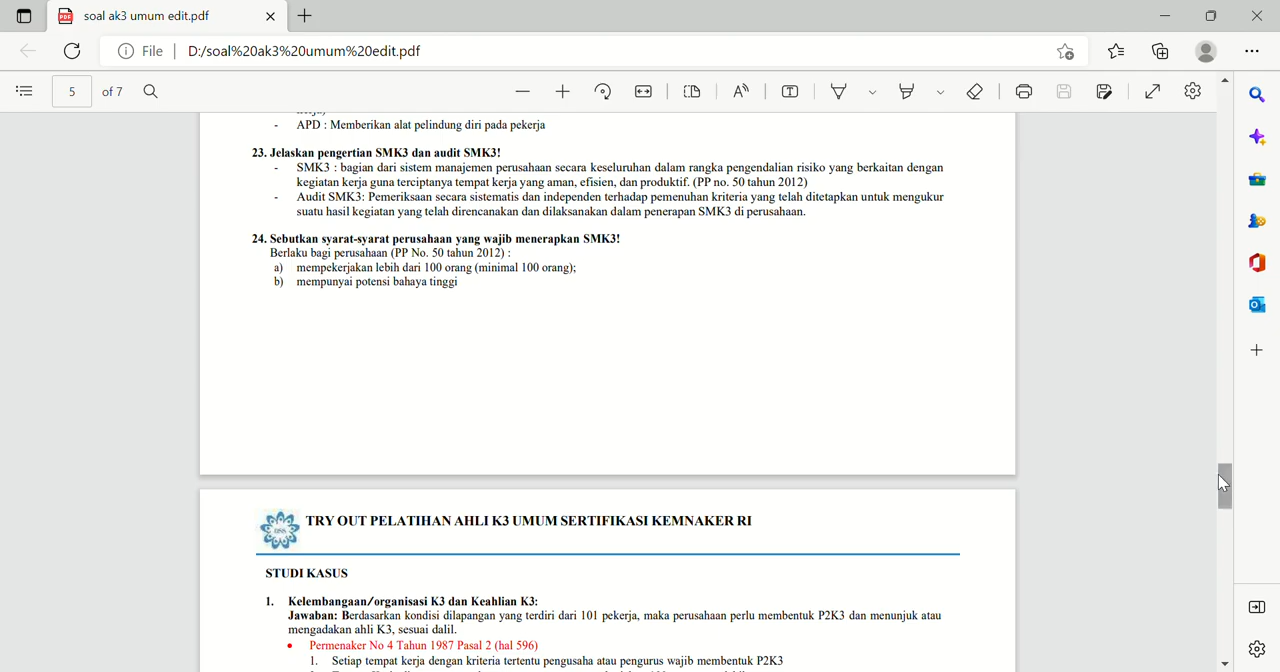 soal ak3 umum edit.pdf
File
D:/soal%20ak3%20umum%20edit.pdf
5 of 7
- APD : Memberikan alat pelindung diri pada pekerja
23. Jelaskan pengertian SMK3 dan audit SMK3!
- SMK3 : bagian dari sistem manajemen perusahaan secara keseluruhan dalam rangka pengendalian risiko yang berkaitan dengan
kegiatan kerja guna terciptanya tempat kerja yang aman, efisien, dan produktif. (PP no. 50 tahun 2012)
- Audit SMK3: Pemeriksaan secara sistematis dan independen terhadap pemenuhan kriteria yang telah ditetapkan untuk mengukur
suatu hasil kegiatan yang telah direncanakan dan dilaksanakan dalam penerapan SMK3 di perusahaan.
24. Sebutkan syarat-syarat perusahaan yang wajib menerapkan SMK3!
Berlaku bagi perusahaan (PP No. 50 tahun 2012) :
a) mempekerjakan lebih dari 100 orang (minimal 100 orang);
b) mempunyai potensi bahaya tinggi
TRY OUT PELATIHAN AHLI K3 UMUM SERTIFIKASI KEMNAKER RI
STUDI KASUS
1. Kelembangaan/organisasi K3 dan Keahlian K3:
Jawaban: Berdasarkan kondisi dilapangan yang terdiri dari 101 pekerja, maka perusahaan perlu membentuk P2K3 dan menunjuk atau
mengadakan ahli K3, sesuai dalil.
• Permenaker No 4 Tahun 1987 Pasal 2 (hal 596)
1. Setiap tempat kerja dengan kriteria tertentu pengusaha atau pengurus wajib membentuk P2K3